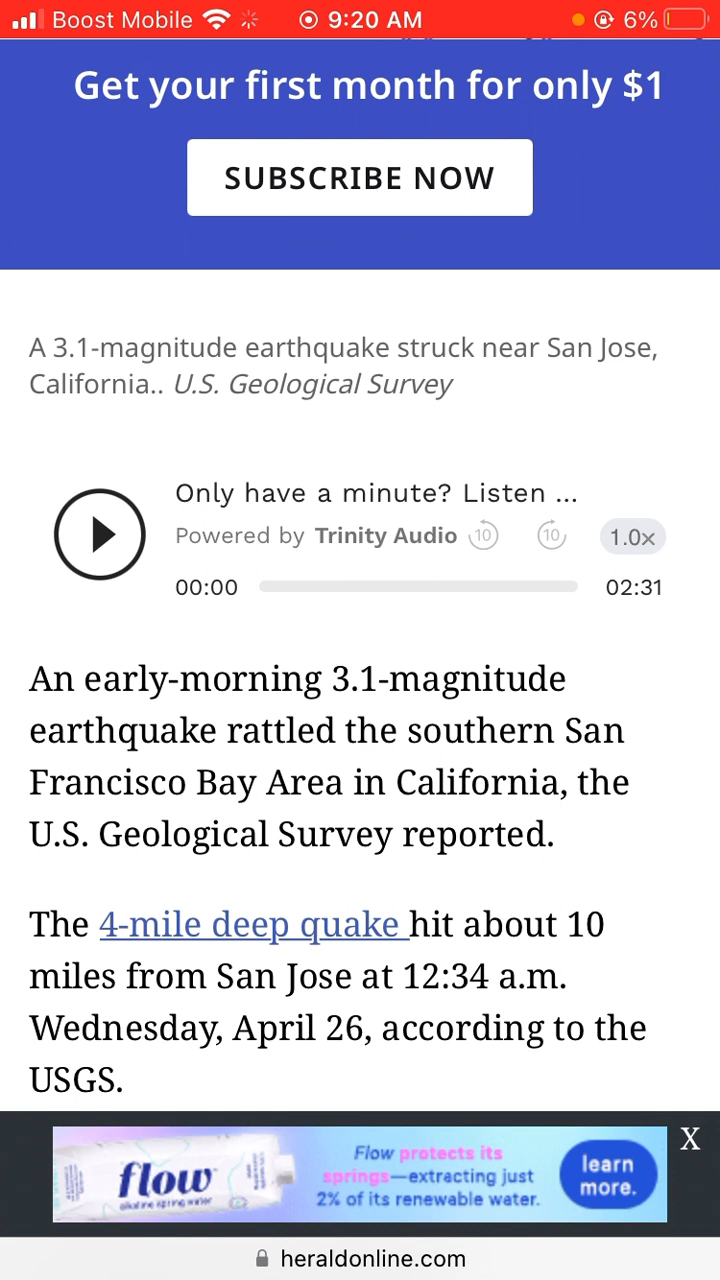 Boost Mobile 9:20 AM 6%
Get your first month for only $1
SUBSCRIBE NOW
A 3.1-magnitude earthquake struck near San Jose,
California.. U.S. Geological Survey
Only have a minute? Listen ...
Powered by Trinity Audio 10 10 1.0x
00:00 02:31
An early-morning 3.1-magnitude
earthquake rattled the southern San
Francisco Bay Area in California, the
U.S. Geological Survey reported.
The 4-mile deep quake hit about 10
miles from San Jose at 12:34 a.m.
Wednesday, April 26, according to the
USGS.
flow
alkaline spring water
Flow protects its
springs—extracting just
2% of its renewable water.
learn
more.
X
heraldonline.com